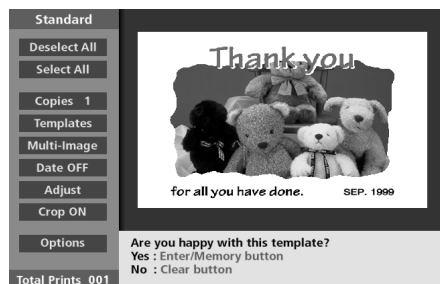 Standard
Deselect All
Select All
Copies 1
Templates
Multi-Image
Date OFF
Adjust
Crop ON
Options
Total Prints 001
Thank you
for all you have done.
SEP. 1999
Are you happy with this template?
Yes : Enter/Memory button
No : Clear button